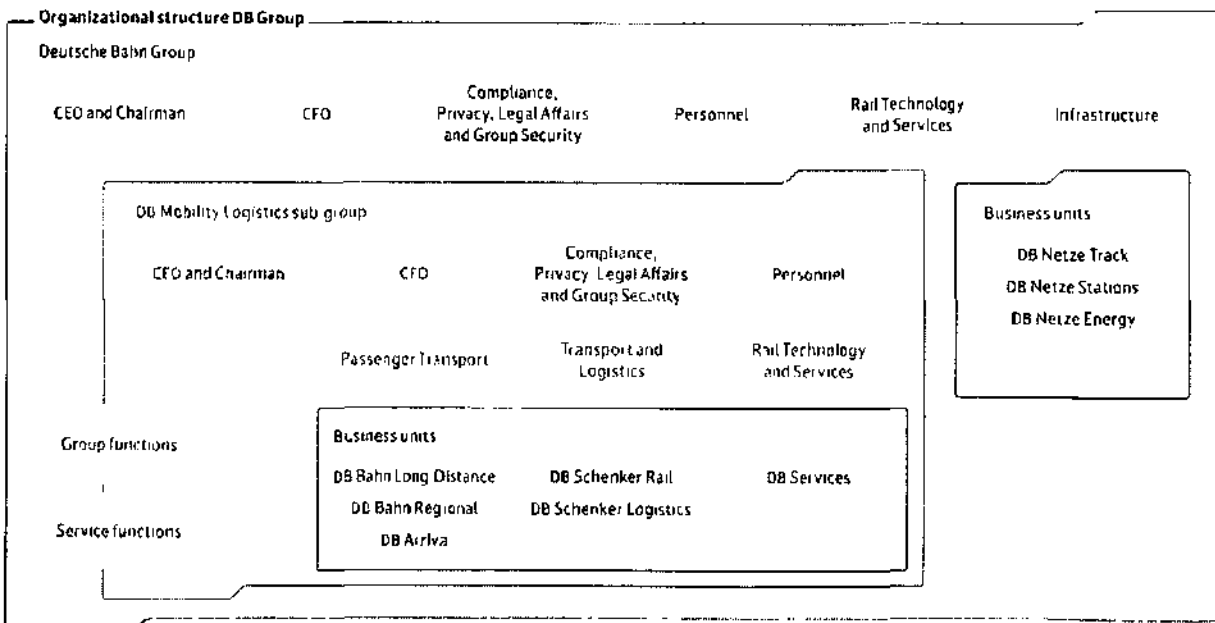 Organizational structure DB Group
Deutsche Bahn Group
CEO and Chairman
CFO
Compliance,
Privacy, Legal Affairs
and Group Security
Personnel
Rail Technology
and Services
Infrastructure
DB Mobility Logistics sub-group
CEO and Chairman
CFO
Compliance,
Privacy, Legal Affairs
and Group Security
Personnel
Passenger Transport
Transport and
Logistics
Rail Technology
and Services
Business units
DB Netze Track
DB Netze Stations
DB Netze Energy
Group functions
Service functions
Business units
DB Bahn Long Distance
DB Bahn Regional
DB Arriva
DB Schenker Rail
DB Schenker Logistics
DB Services